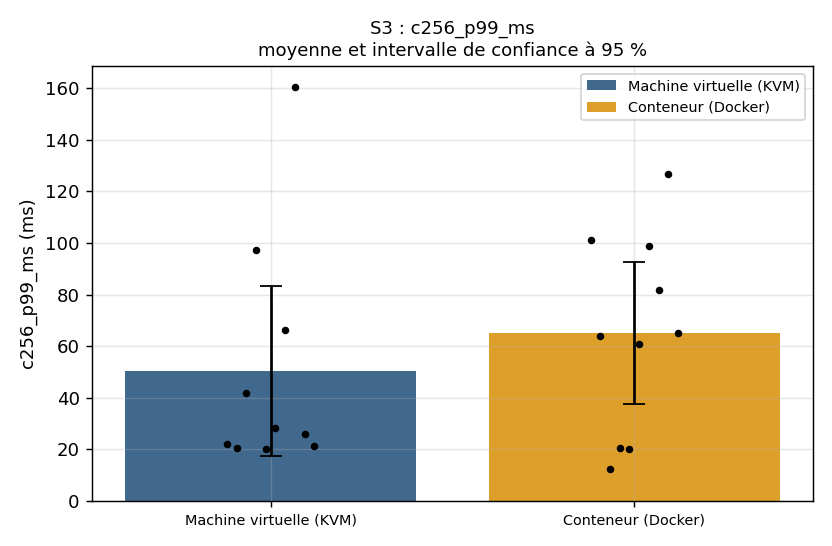 S3 : c256_p99_ms
moyenne et intervalle de confiance à 95 %
Machine virtuelle (KVM)
Conteneur (Docker)
c256_p99_ms (ms)
160
140
120
100
80
60
40
20
0
Machine virtuelle (KVM)
Conteneur (Docker)